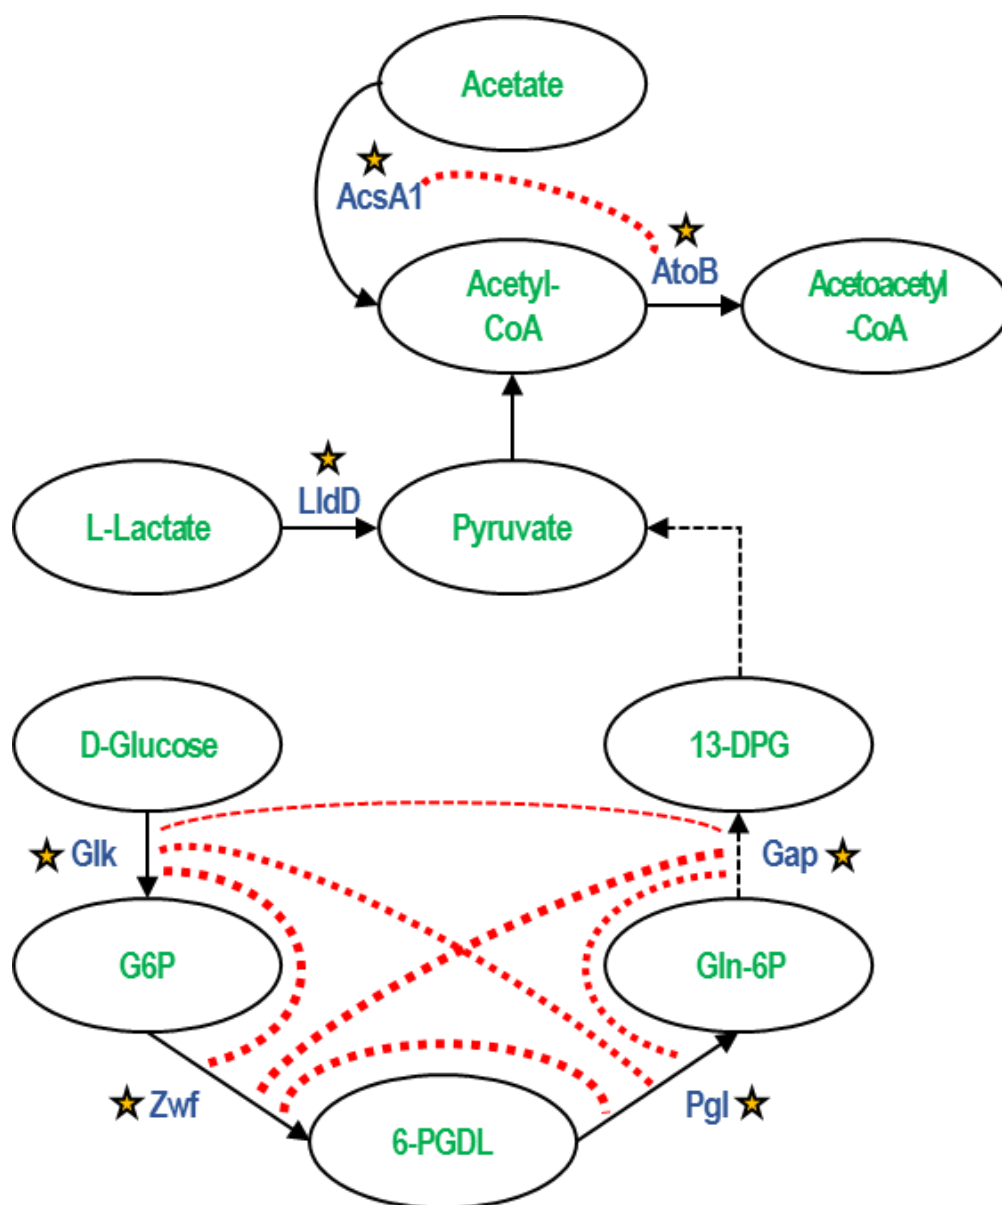 Acetate
AcsA1
AtoB
Acetyl-
CoA
Acetoacetyl
-CoA
LldD
L-Lactate
Pyruvate
D-Glucose
13-DPG
Glk
Gap
G6P
Gln-6P
Zwf
Pgl
6-PGDL